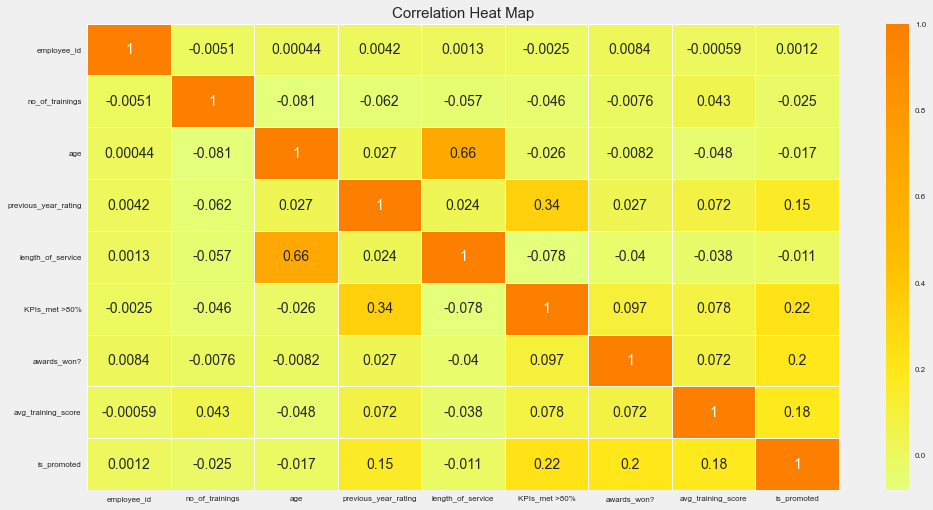 Correlation Heat Map
employee_id 1 -0.0051 0.00044 0.0042 0.0013 -0.0025 0.0084 -0.00059 0.0012
no_of_trainings -0.0051 1 -0.081 -0.062 -0.057 -0.046 -0.0076 0.043 -0.025
age 0.00044 -0.081 1 0.027 0.66 -0.026 -0.0082 -0.048 -0.017
previous_year_rating 0.0042 -0.062 0.027 1 0.024 0.34 0.027 0.072 0.15
length_of_service 0.0013 -0.057 0.66 0.024 1 -0.078 -0.04 -0.038 -0.011
KPIs_met >80% -0.0025 -0.046 -0.026 0.34 -0.078 1 0.097 0.078 0.22
awards_won? 0.0084 -0.0076 -0.0082 0.027 -0.04 0.097 1 0.072 0.2
avg_training_score -0.00059 0.043 -0.048 0.072 -0.038 0.078 0.072 1 0.18
is_promoted 0.0012 -0.025 -0.017 0.15 -0.011 0.22 0.2 0.18 1
employee_id no_of_trainings age previous_year_rating length_of_service KPIs_met >80% awards_won? avg_training_score is_promoted
1.0
0.8
0.6
0.4
0.2
0.0